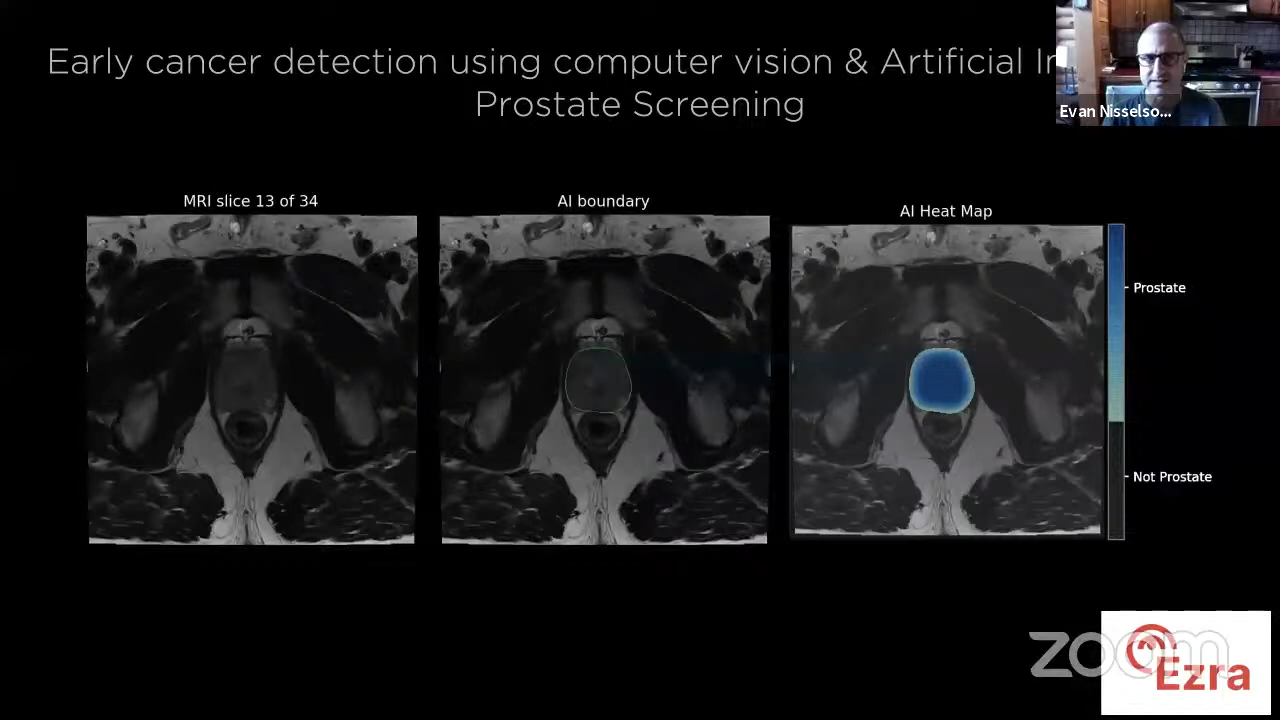 Early cancer detection using computer vision & Artificial In
Prostate Screening
Evan Nisselso...
MRI slice 13 of 34
AI boundary
AI Heat Map
Prostate
Not Prostate
zoom
Ezra